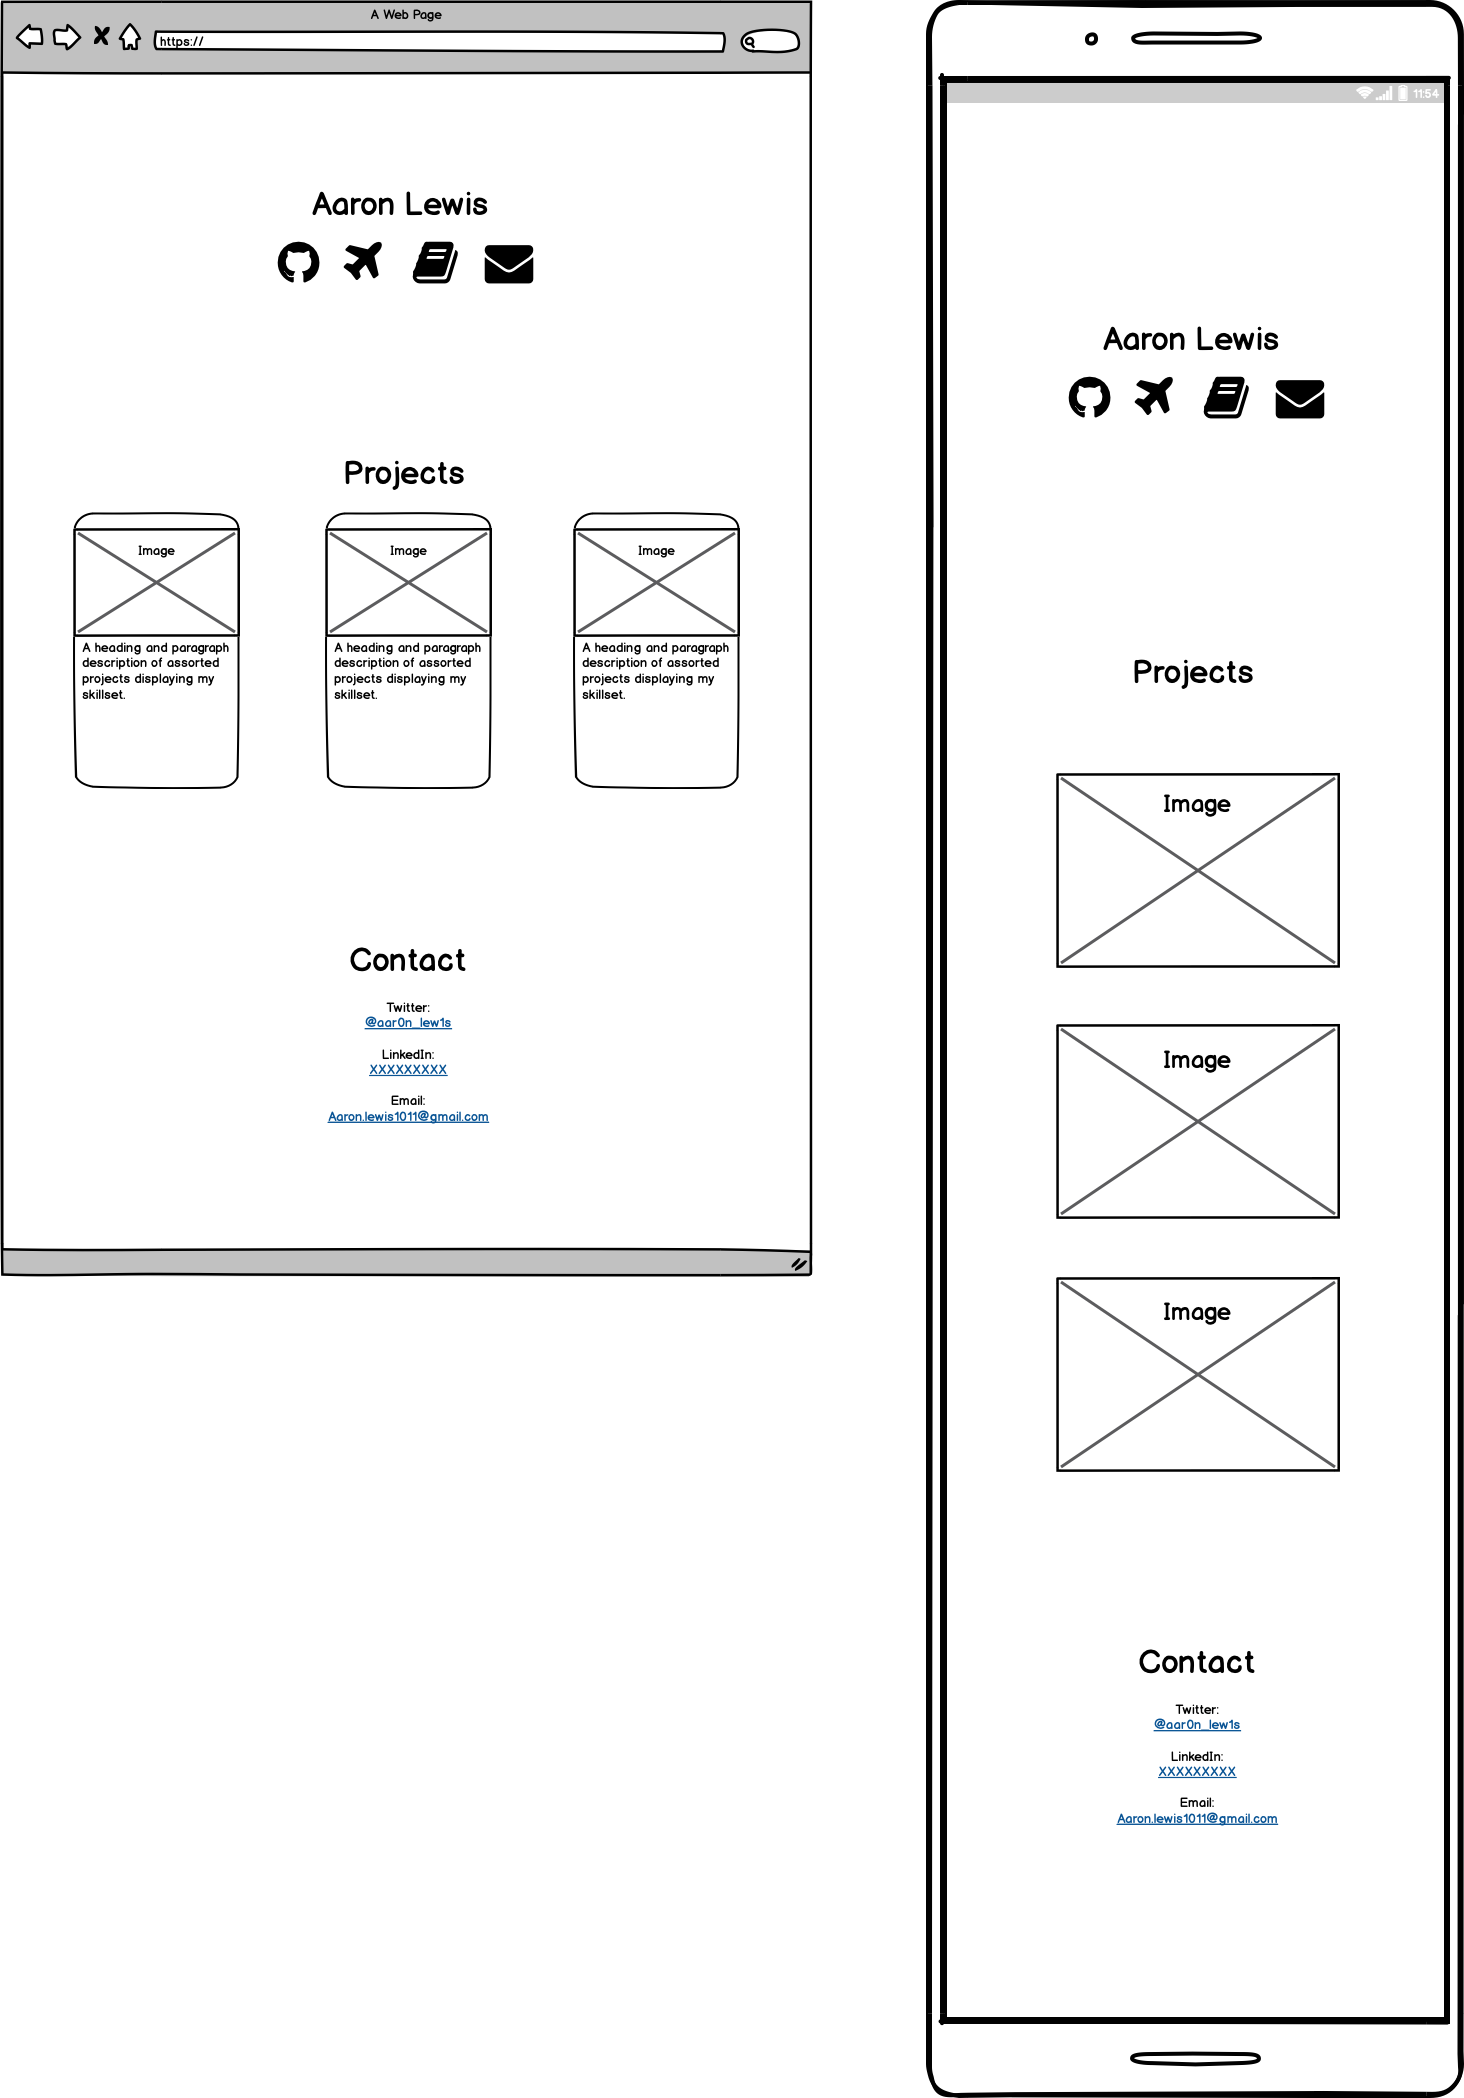 A Web Page
https://
Aaron Lewis
Projects
Image
A heading and paragraph
description of assorted
projects displaying my
skillset.
Image
A heading and paragraph
description of assorted
projects displaying my
skillset.
Image
A heading and paragraph
description of assorted
projects displaying my
skillset.
Contact
Twitter:
@aar0n_lew1s
LinkedIn:
XXXXXXXXX
Email:
Aaron.lewis1011@gmail.com
11:54
Aaron Lewis
Projects
Image
Image
Image
Contact
Twitter:
@aar0n_lew1s
LinkedIn:
XXXXXXXXX
Email:
Aaron.lewis1011@gmail.com